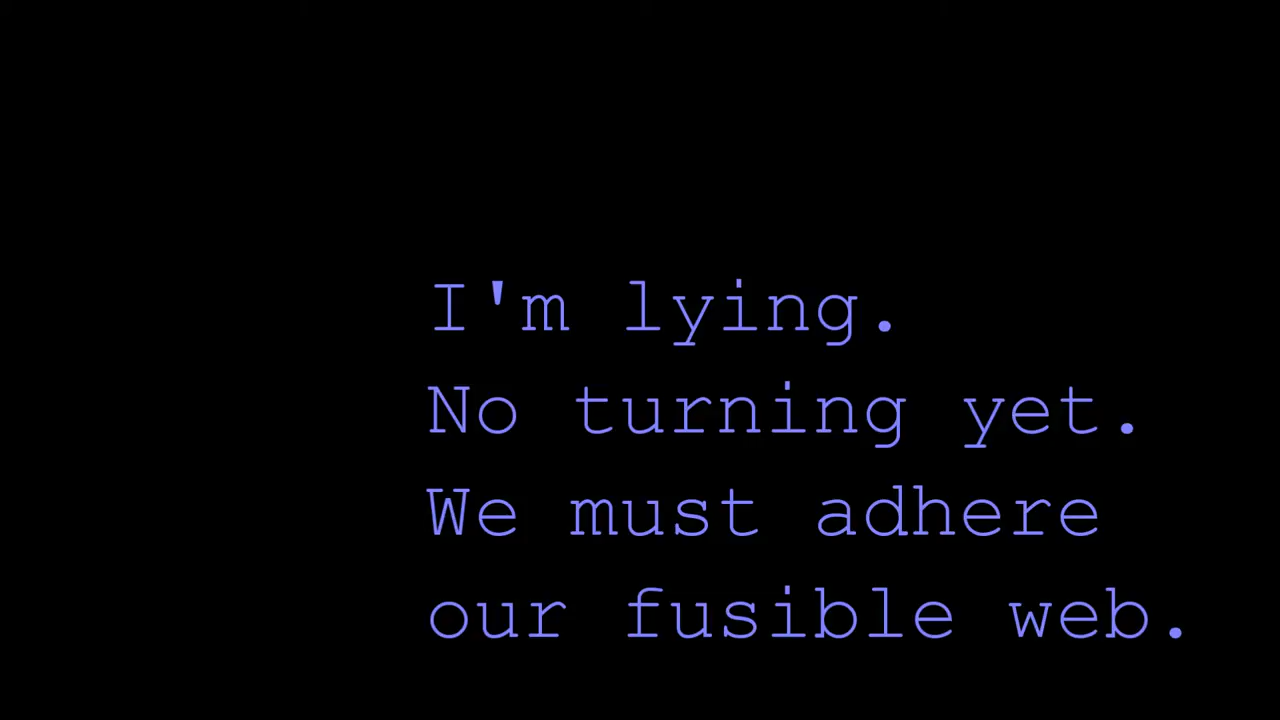 I'm lying.
No turning yet.
We must adhere
our fusible web.